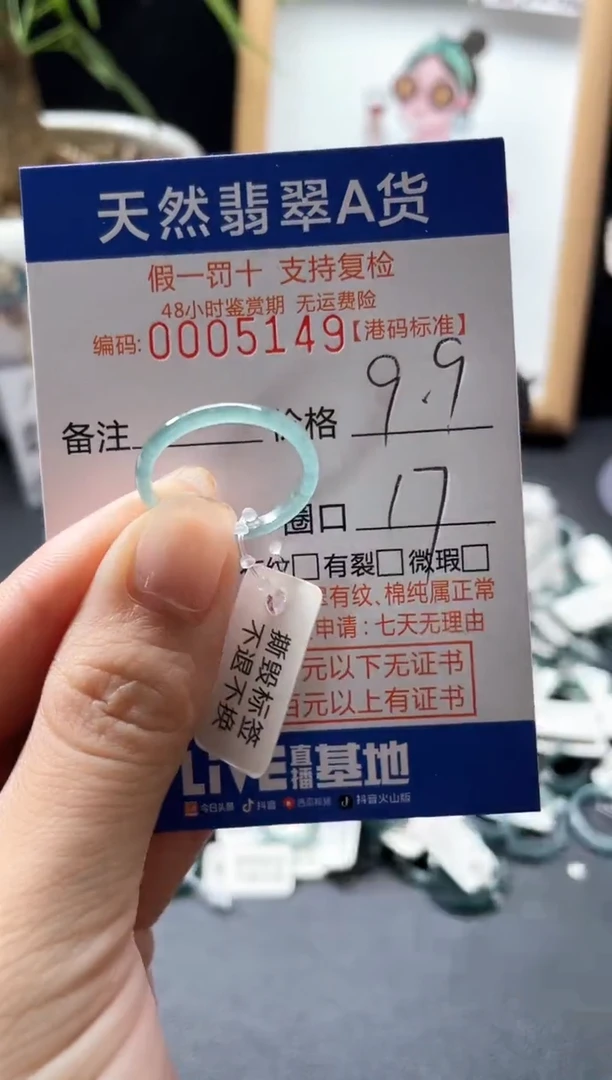 天然翡翠A货
假一罚十 支持复检
48小时鉴赏期 无运费险
编码:0005149【港码标准】
备注 价格 9.9
圈口 17
纹□有裂□微瑕□
有纹、棉纯属正常
申请:七天无理由
元以下无证书
百元以上有证书
撕毁标签
不退不换
LIVE直播基地
今日头条 抖音 西瓜视频 抖音火山版